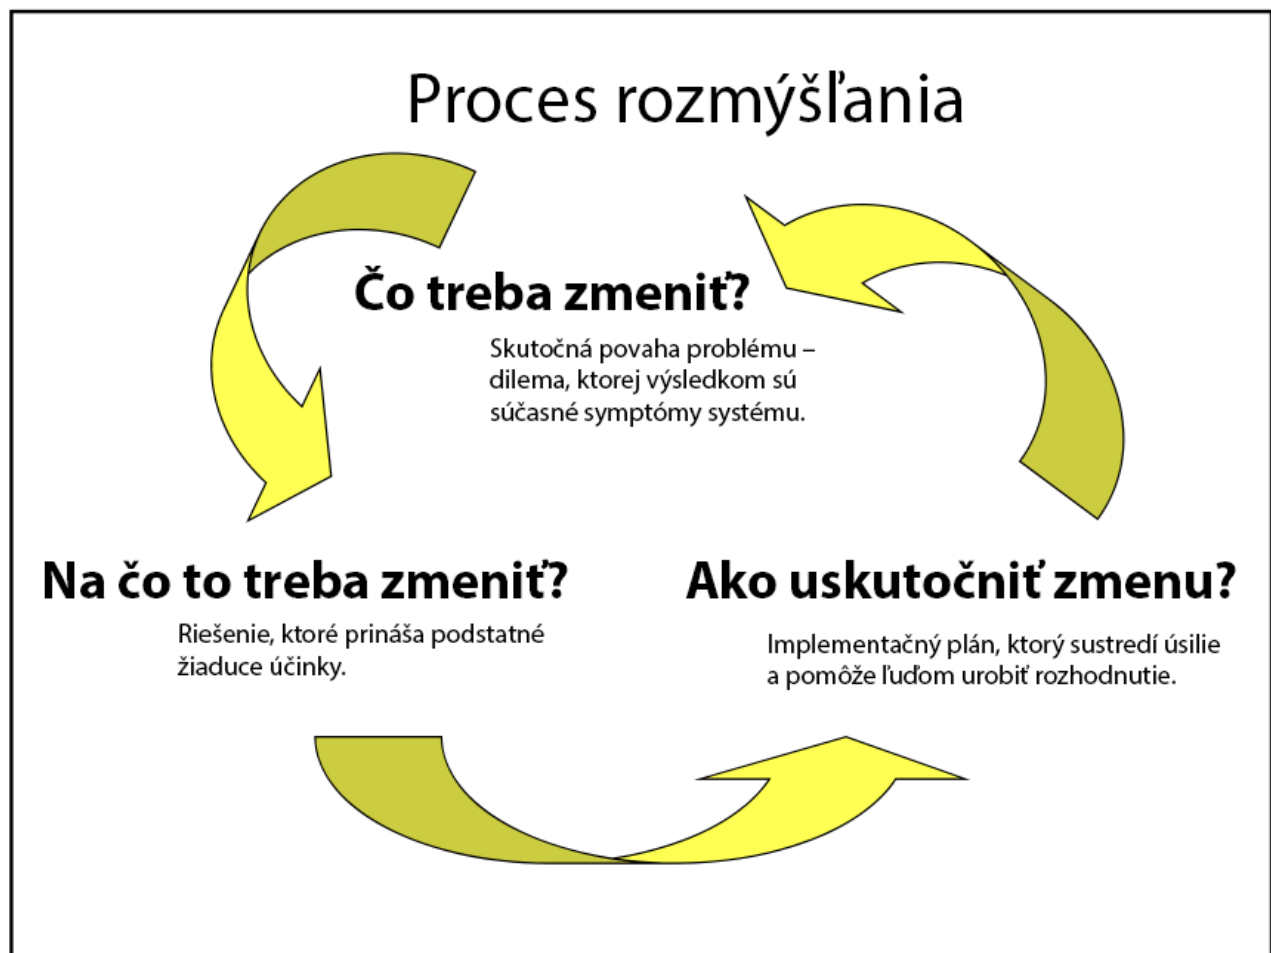 Proces rozmýšľania
Čo treba zmeniť?
Skutočná povaha problému –
dilema, ktorej výsledkom sú
súčasné symptómy systému.
Na čo to treba zmeniť?
Riešenie, ktoré prináša podstatné
žiaduce účinky.
Ako uskutočniť zmenu?
Implementačný plán, ktorý sustredí úsilie
a pomôže ľuďom urobiť rozhodnutie.